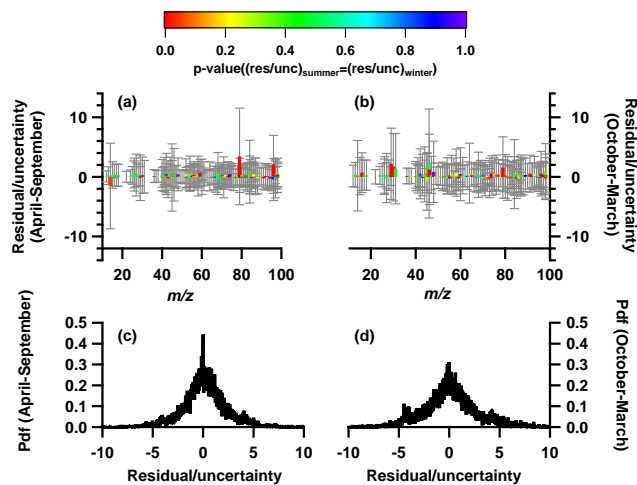 0.0 0.2 0.4 0.6 0.8 1.0
p-value((res/unc)summer=(res/unc)winter)
(a)
(b)
Residual/uncertainty
(April-September)
10
0
-10
20 40 60 80 100
m/z
20 40 60 80 100
m/z
10
0
-10
Residual/uncertainty
(October-March)
(c)
(d)
Pdf (April-September)
0.5
0.4
0.3
0.2
0.1
0.0
-10 -5 0 5 10
Residual/uncertainty
-10 -5 0 5 10
Residual/uncertainty
0.5
0.4
0.3
0.2
0.1
0.0
Pdf (October-March)